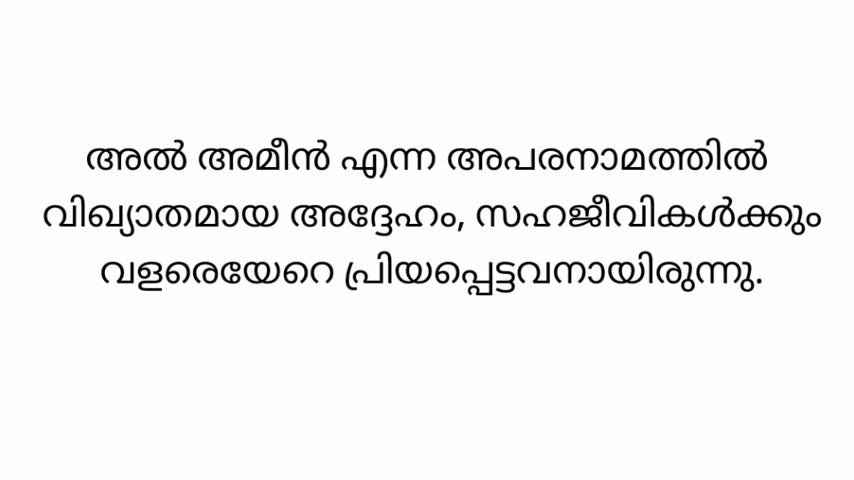 അൽ അമീൻ എന്ന അപരനാമത്തിൽ
വിഖ്യാതമായ അദ്ദേഹം, സഹജീവികൾക്കും
വളരെയേറെ പ്രിയപ്പെട്ടവനായിരുന്നു.